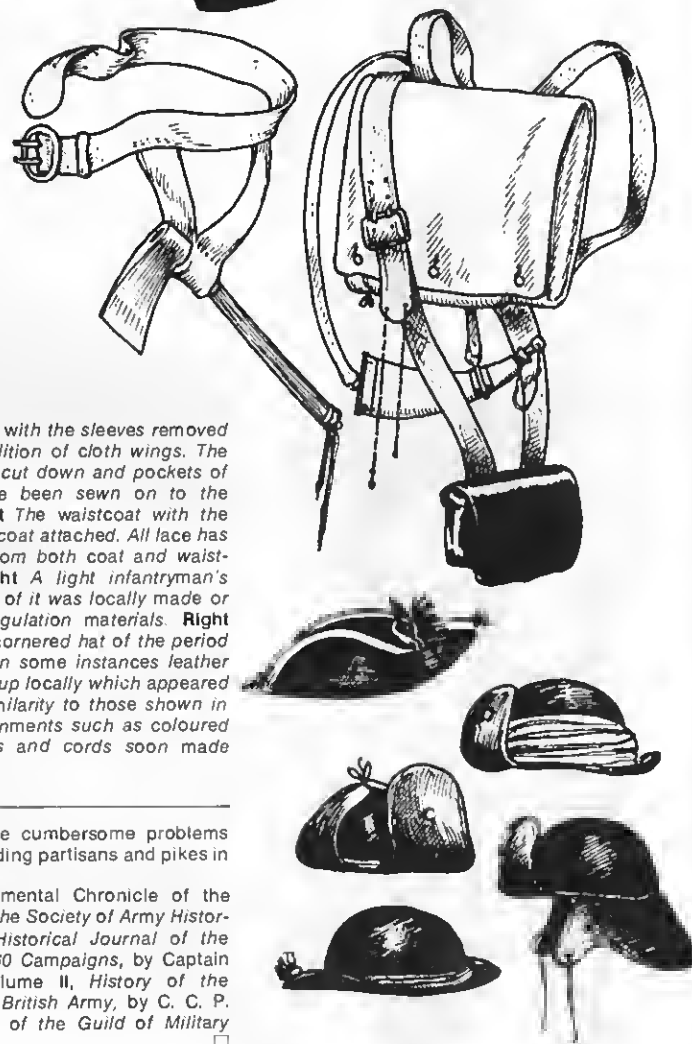 with the sleeves removed
dition of cloth wings. The
cut down and pockets of
e been sewn on to the
t The waistcoat with the
coat attached. All lace has
om both coat and waist-
ght A light infantryman's
of it was locally made or
gulation materials. Right
cornered hat of the period
n some instances leather
up locally which appeared
milarity to those shown in
nments such as coloured
s and cords soon made
e cumbersome problems
ding partisans and pikes in
mental Chronicle of the
he Society of Army Histor-
Historical Journal of the
60 Campaigns, by Captain
lume II, History of the
British Army, by C. C. P.
of the Guild of Military